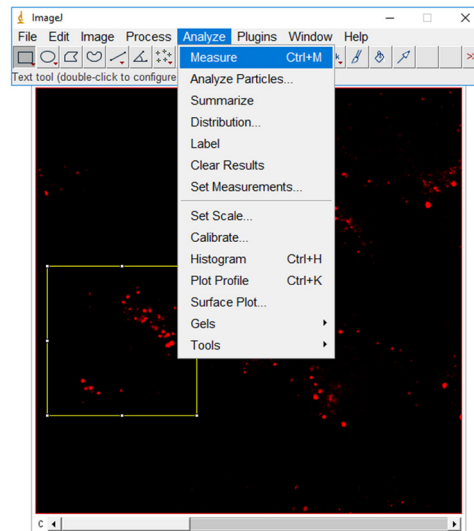 ImageJ
File Edit Image Process Analyze Plugins Window Help
Text tool (double-click to configure
Measure Ctrl+M
Analyze Particles...
Summarize
Distribution...
Label
Clear Results
Set Measurements...
Set Scale...
Calibrate...
Histogram Ctrl+H
Plot Profile Ctrl+K
Surface Plot...
Gels
Tools
c